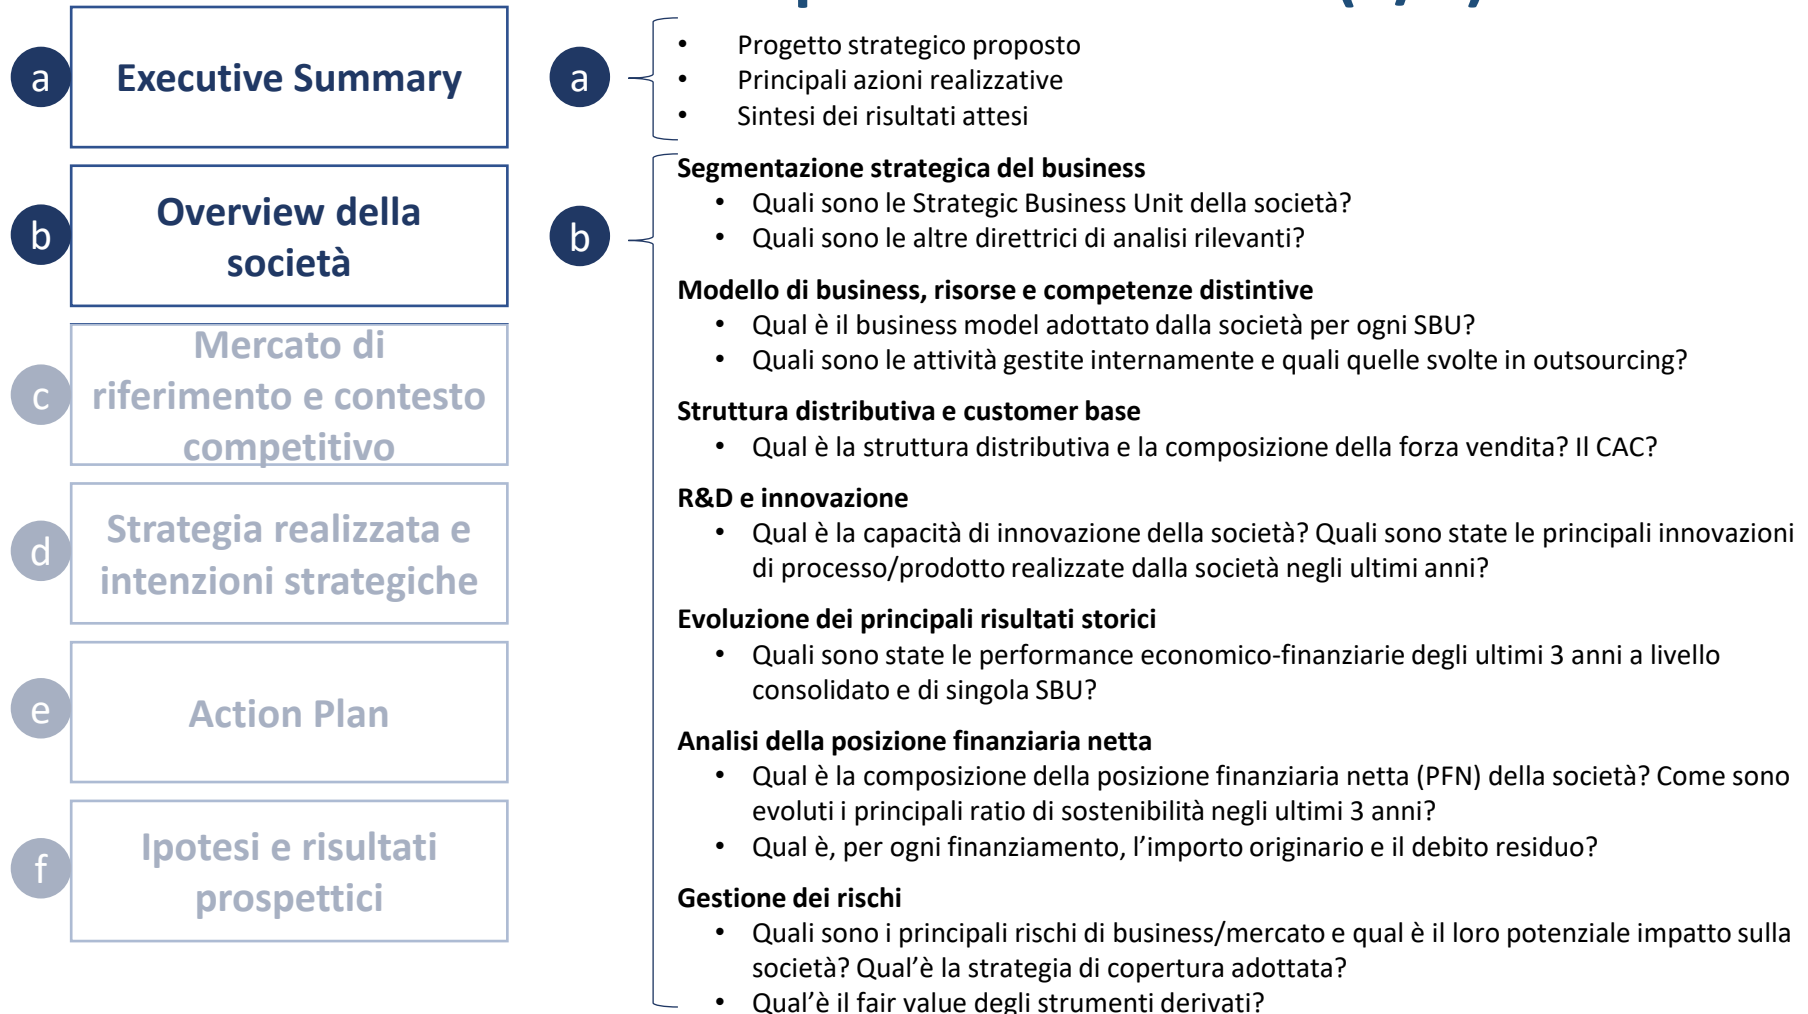 a
Executive Summary
b
Overview della
società
c
Mercato di
riferimento e contesto
competitivo
d
Strategia realizzata e
intenzioni strategiche
e
Action Plan
f
Ipotesi e risultati
prospettici
a
• Progetto strategico proposto
• Principali azioni realizzative
• Sintesi dei risultati attesi
b
Segmentazione strategica del business
• Quali sono le Strategic Business Unit della società?
• Quali sono le altre direttrici di analisi rilevanti?
Modello di business, risorse e competenze distintive
• Qual è il business model adottato dalla società per ogni SBU?
• Quali sono le attività gestite internamente e quali quelle svolte in outsourcing?
Struttura distributiva e customer base
• Qual è la struttura distributiva e la composizione della forza vendita? Il CAC?
R&D e innovazione
• Qual è la capacità di innovazione della società? Quali sono state le principali innovazioni
di processo/prodotto realizzate dalla società negli ultimi anni?
Evoluzione dei principali risultati storici
• Quali sono state le performance economico-finanziarie degli ultimi 3 anni a livello
consolidato e di singola SBU?
Analisi della posizione finanziaria netta
• Qual è la composizione della posizione finanziaria netta (PFN) della società? Come sono
evoluti i principali ratio di sostenibilità negli ultimi 3 anni?
• Qual è, per ogni finanziamento, l’importo originario e il debito residuo?
Gestione dei rischi
• Quali sono i principali rischi di business/mercato e qual è il loro potenziale impatto sulla
società? Qual’è la strategia di copertura adottata?
• Qual’è il fair value degli strumenti derivati?